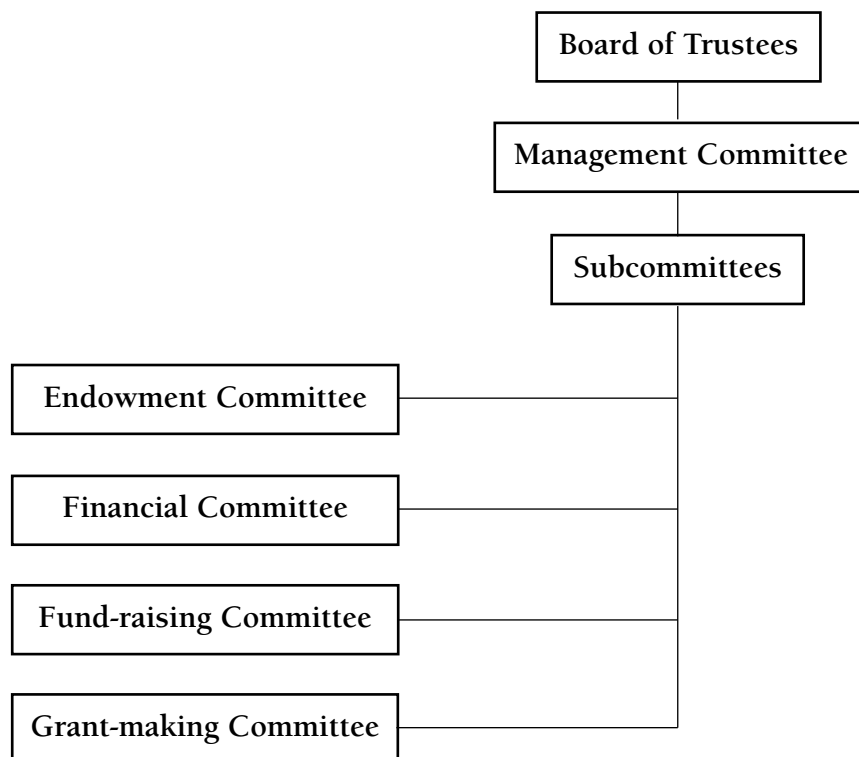 Board of Trustees
Management Committee
Subcommittees
Endowment Committee
Financial Committee
Fund-raising Committee
Grant-making Committee